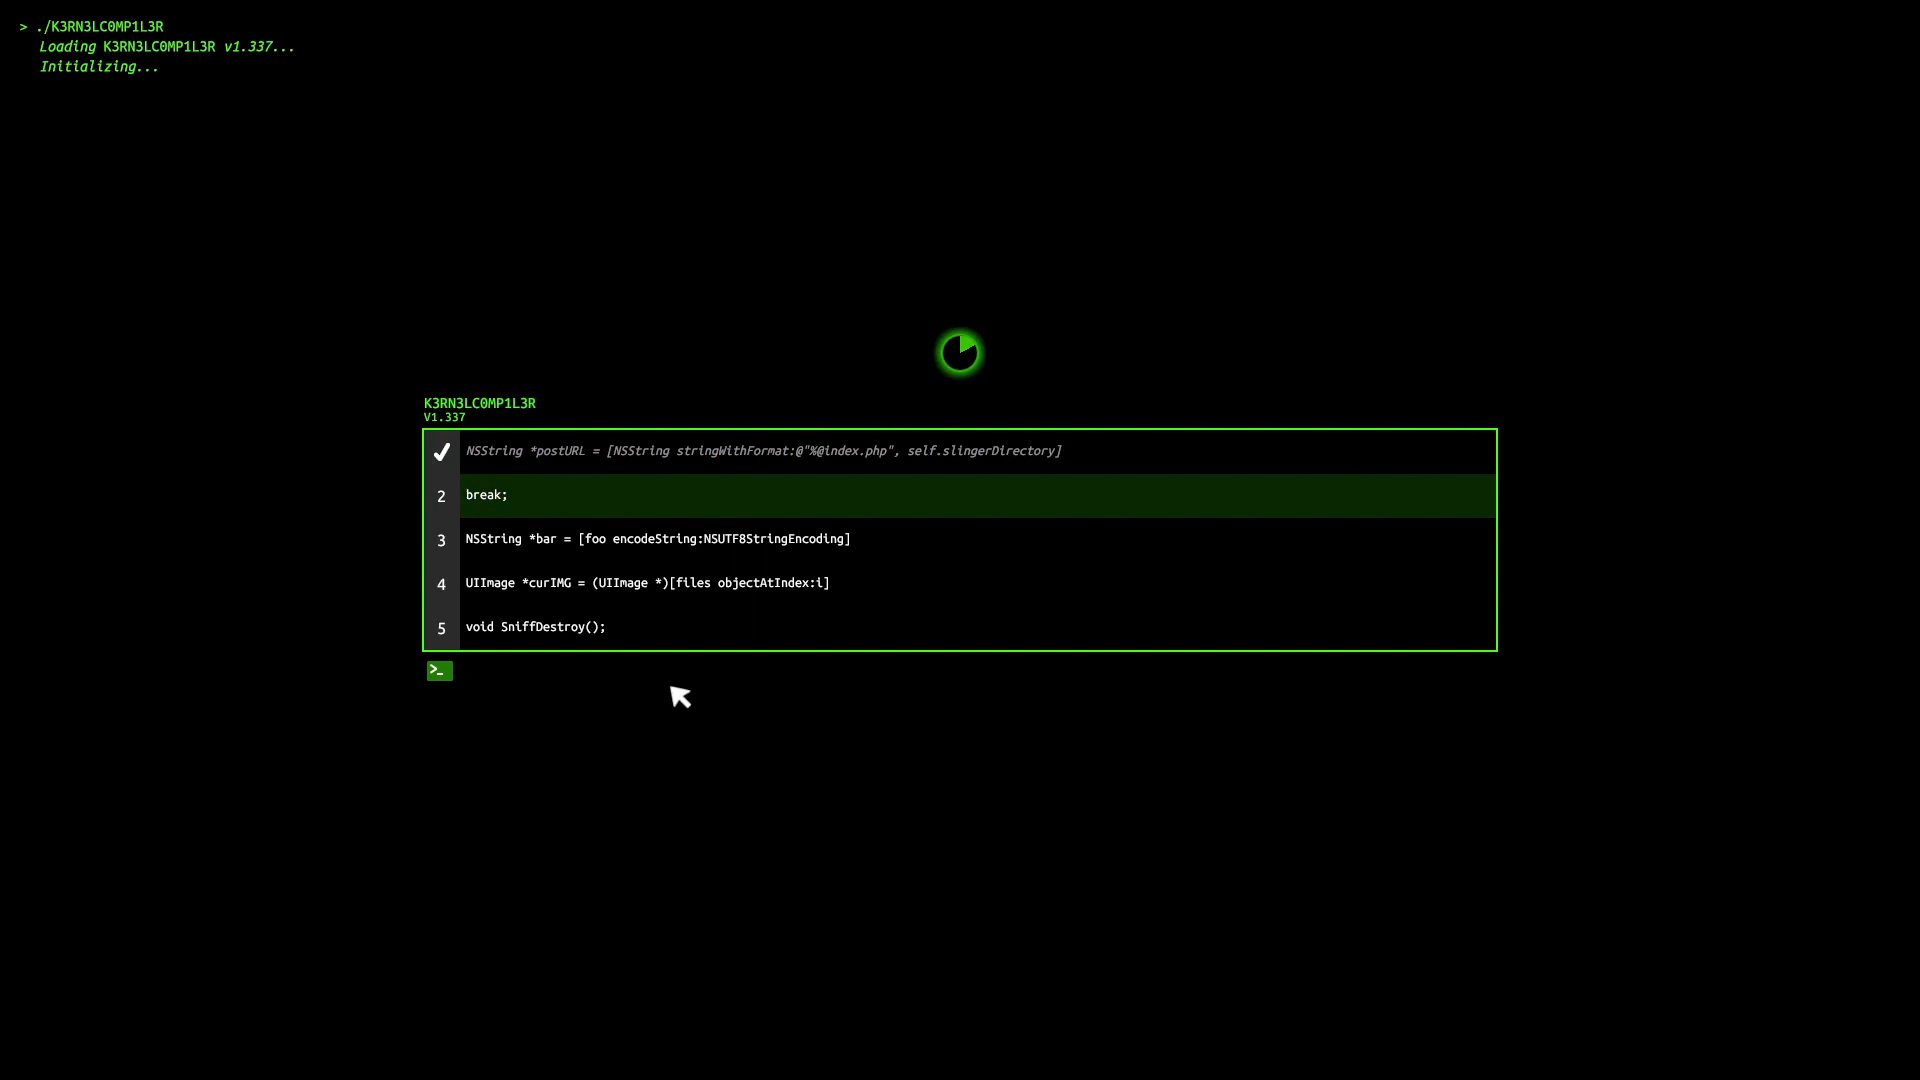 > ./K3RN3LC0MP1L3R
Loading K3RN3LC0MP1L3R v1.337...
Initializing...
K3RN3LC0MP1L3R
V1.337
NSString *postURL = [NSString stringWithFormat:@"%@index.php", self.slingerDirectory]
2 break;
3 NSString *bar = [foo encodeString:NSUTF8StringEncoding]
4 UIImage *curIMG = (UIImage *)[files objectAtIndex:i]
5 void SniffDestroy();
>_